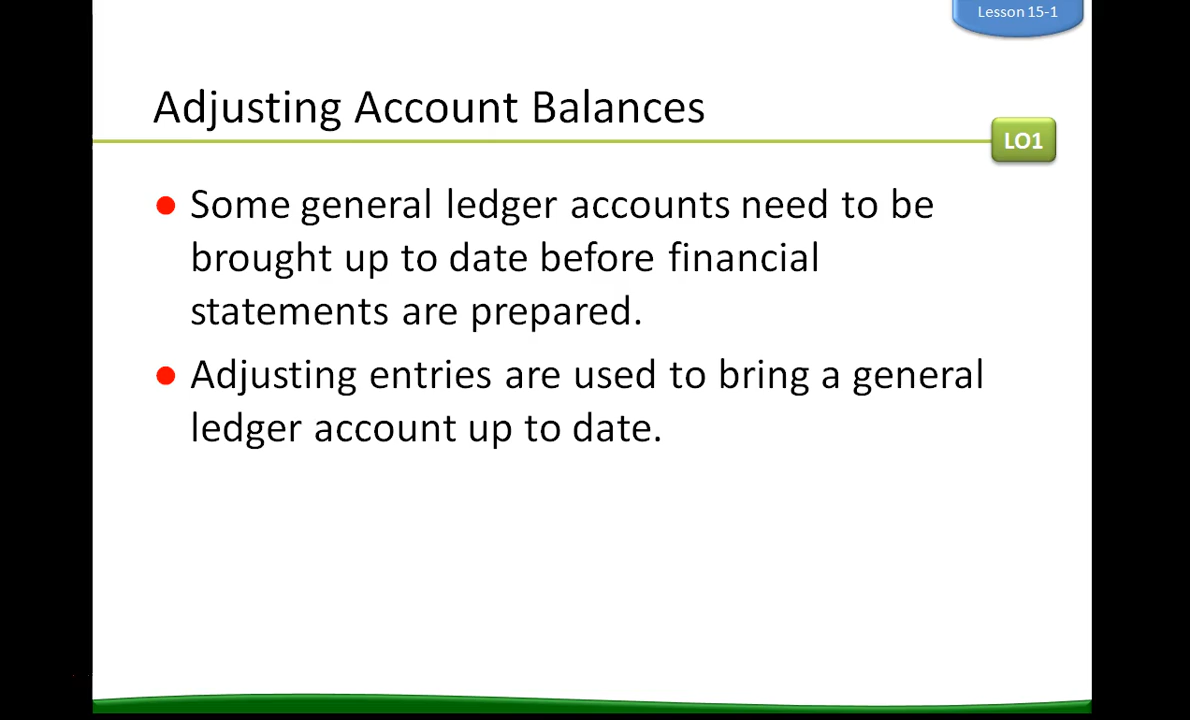 Lesson 15-1
Adjusting Account Balances
LO1
Some general ledger accounts need to be
brought up to date before financial
statements are prepared.
Adjusting entries are used to bring a general
ledger account up to date.